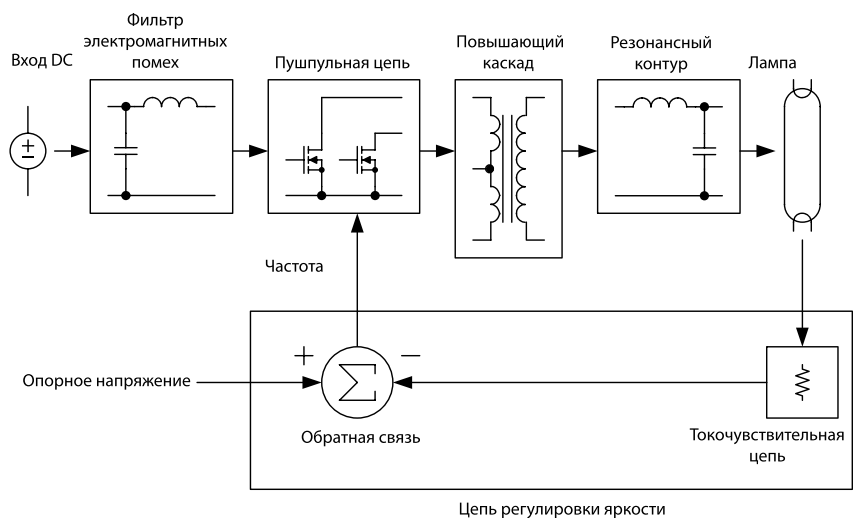 Вход DC
Фильтр
электромагнитных
помех
Пушпульная цепь
Повышающий
каскад
Резонансный
контур
Лампа
Частота
+
−
Опорное напряжение
Σ
Обратная связь
Токочувствительная
цепь
Цепь регулировки яркости